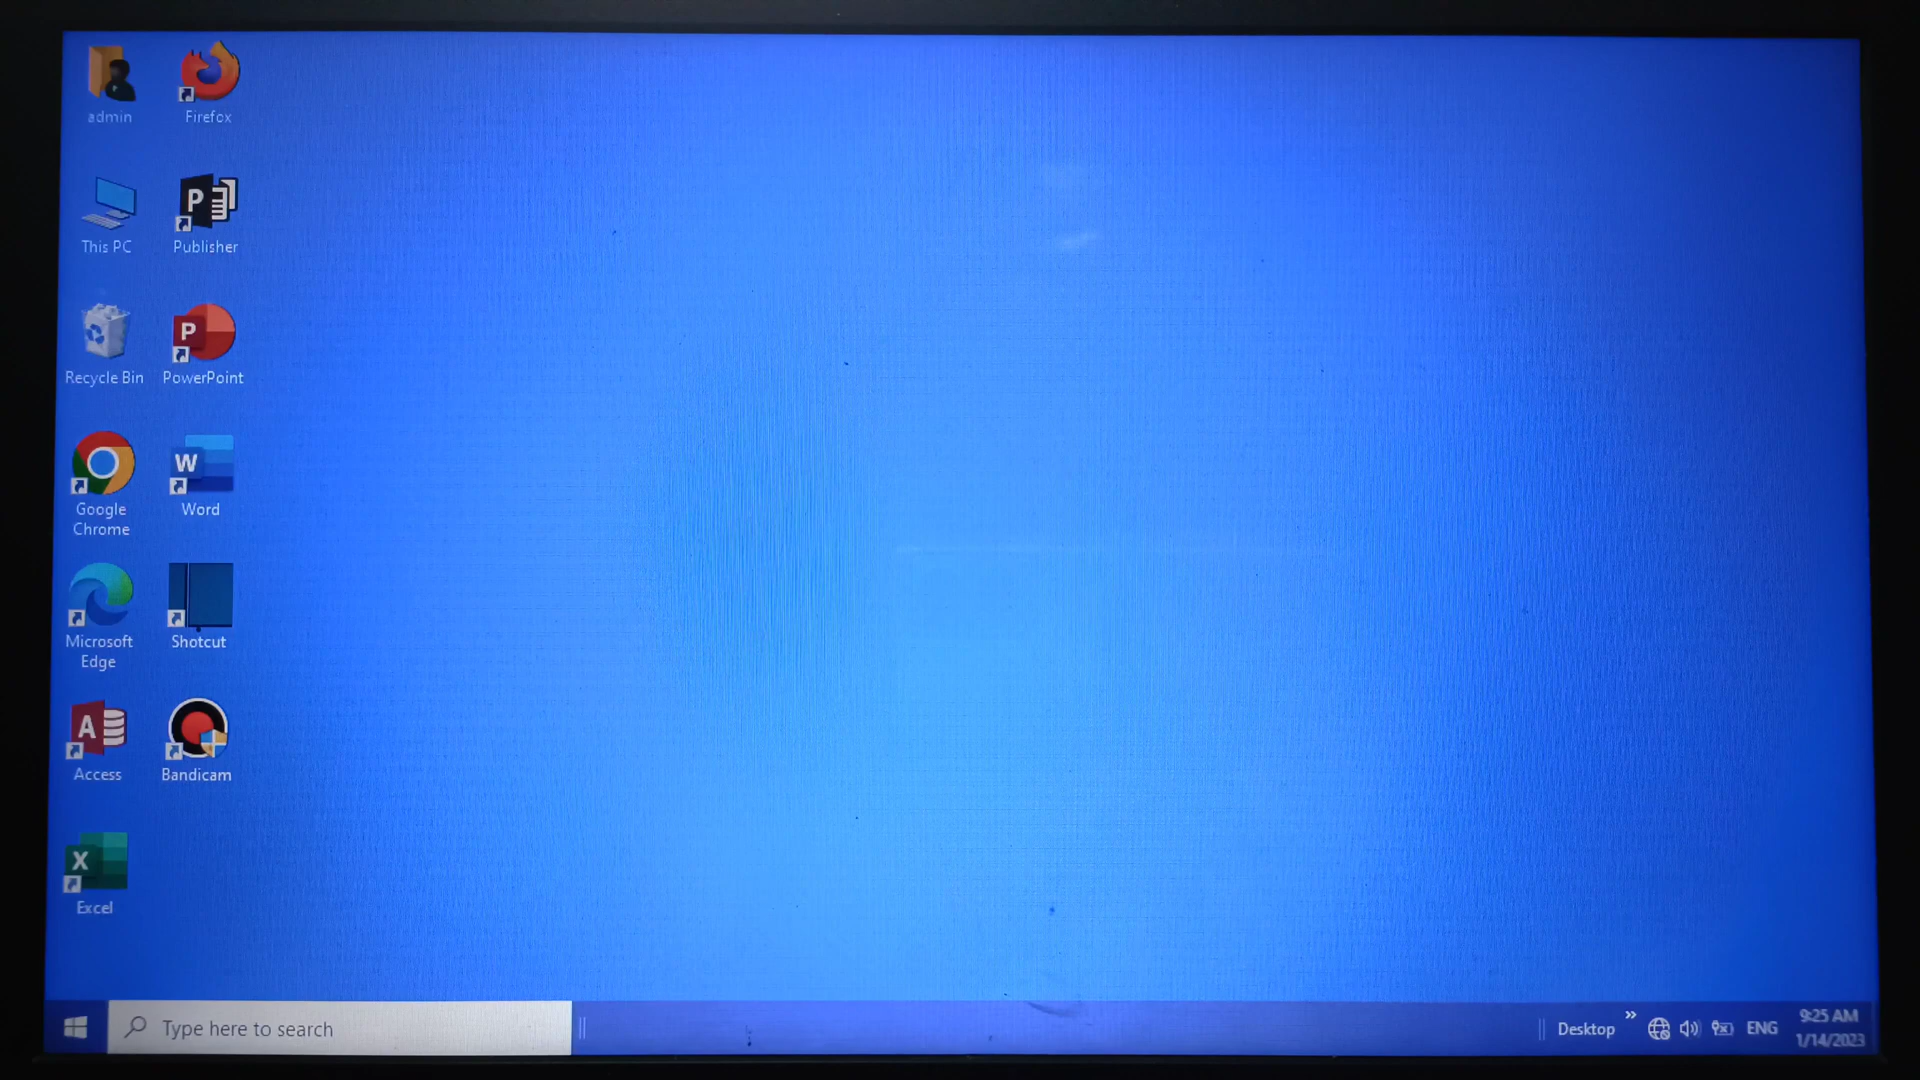 admin
Firefox
This PC
P
Publisher
Recycle Bin
P
PowerPoint
Google
Chrome
W
Word
Microsoft
Edge
Shotcut
A
Access
Bandicam
X
Excel
Type here to search
Desktop
ENG
9:25 AM
1/14/2023